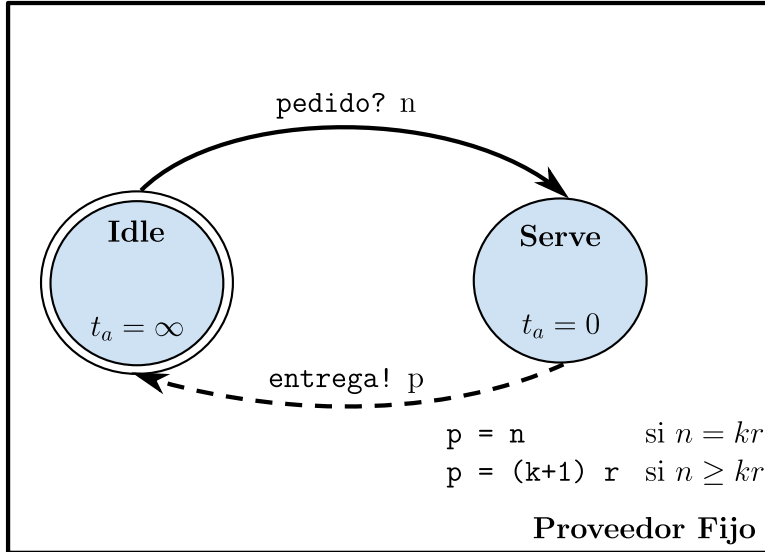 pedido? n
Idle
Serve
t_a = ∞
t_a = 0
entrega! p
p = n si n = kr
p = (k+1) r si n ≥ kr
Proveedor Fijo